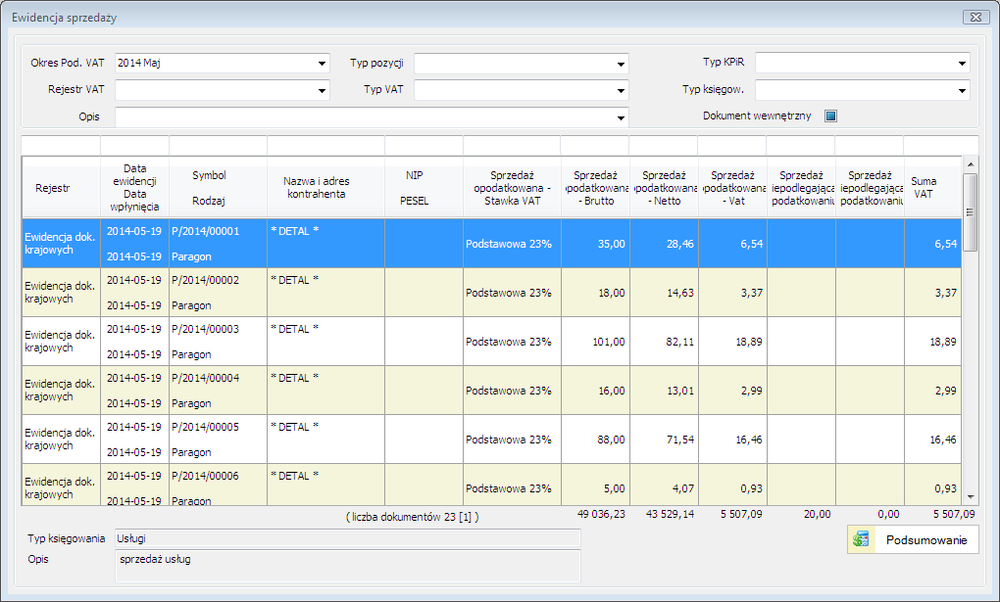 Ewidencja sprzedaży
Okres Pod. VAT 2014 Maj Typ pozycji Typ KPiR
Rejestr VAT Typ VAT Typ księgow.
Opis Dokument wewnętrzny
Rejestr
Data
ewidencji
Data
wpłynięcia
Symbol
Rodzaj
Nazwa i adres
kontrahenta
NIP
PESEL
Sprzedaż
opodatkowana -
Stawka VAT
Sprzedaż
opodatkowana
- Brutto
Sprzedaż
opodatkowana
- Netto
Sprzedaż
opodatkowana
- Vat
Sprzedaż
iepodlegająca
podatkowaniu
Sprzedaż
iepodlegająca
podatkowaniu
Suma
VAT
Ewidencja dok.
krajowych
2014-05-19
2014-05-19
P/2014/00001
Paragon
* DETAL *
Podstawowa 23% 35,00 28,46 6,54 6,54
Ewidencja dok.
krajowych
2014-05-19
2014-05-19
P/2014/00002
Paragon
* DETAL *
Podstawowa 23% 18,00 14,63 3,37 3,37
Ewidencja dok.
krajowych
2014-05-19
2014-05-19
P/2014/00003
Paragon
* DETAL *
Podstawowa 23% 101,00 82,11 18,89 18,89
Ewidencja dok.
krajowych
2014-05-19
2014-05-19
P/2014/00004
Paragon
* DETAL *
Podstawowa 23% 16,00 13,01 2,99 2,99
Ewidencja dok.
krajowych
2014-05-19
2014-05-19
P/2014/00005
Paragon
* DETAL *
Podstawowa 23% 88,00 71,54 16,46 16,46
Ewidencja dok.
krajowych
2014-05-19
2014-05-19
P/2014/00006
Paragon
* DETAL *
Podstawowa 23% 5,00 4,07 0,93 0,93
( liczba dokumentów 23 [1] ) 49 036,23 43 529,14 5 507,09 20,00 0,00 5 507,09
Typ księgowania Usługi
Podsumowanie
Opis sprzedaż usług